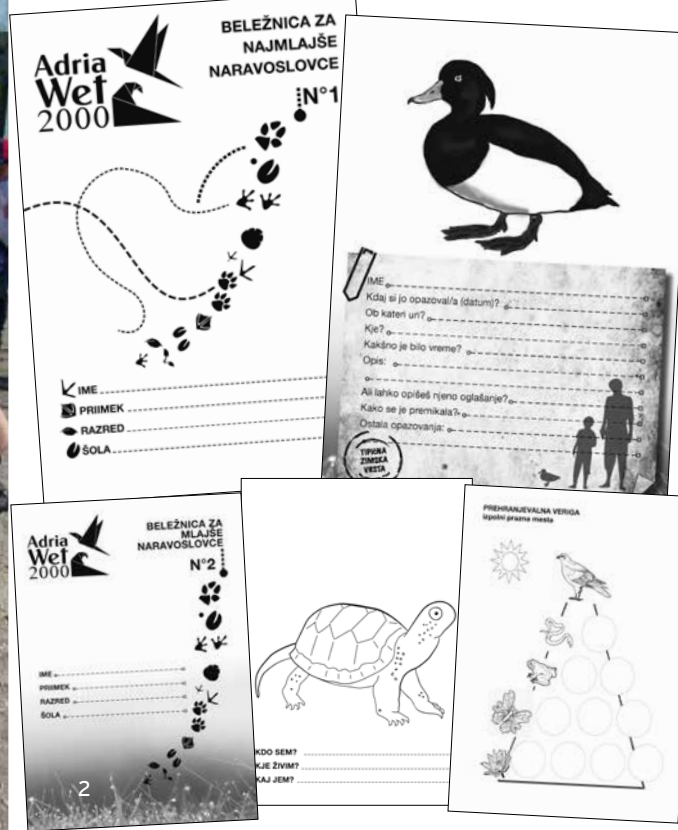 Adria
Wet
2000
BELEŽNICA ZA
NAJMLAJŠE
NARAVOSLOVCE
N°1
IME
PRIIMEK
RAZRED
ŠOLA
IME
Kdaj si jo opazoval/a (datum)?
Ob kateri uri?
Kje?
Kakšno je bilo vreme?
Opis:
Ali lahko opišeš njeno oglašanje?
Kako se je premikala?
Ostala opazovanja:
TIPIČNA
ZIMSKA
VRSTA
Adria
Wet
2000
BELEŽNICA ZA
MLAJŠE
NARAVOSLOVCE
N°2
IME
PRIIMEK
RAZRED
ŠOLA
2
KDO SEM?
KJE ŽIVIM?
KAJ JEM?
PREHRANJEVALNA VERIGA
izpolni prazna mesta